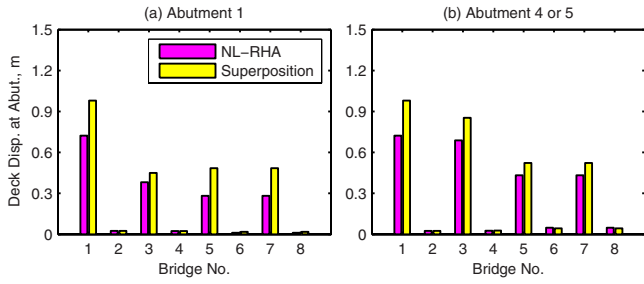 (a) Abutment 1
(b) Abutment 4 or 5
Deck Disp. at Abut., m
1.5
1.2
0.9
0.6
0.3
0
NL−RHA
Superposition
1 2 3 4 5 6 7 8
Bridge No.
1.5
1.2
0.9
0.6
0.3
0
1 2 3 4 5 6 7 8
Bridge No.